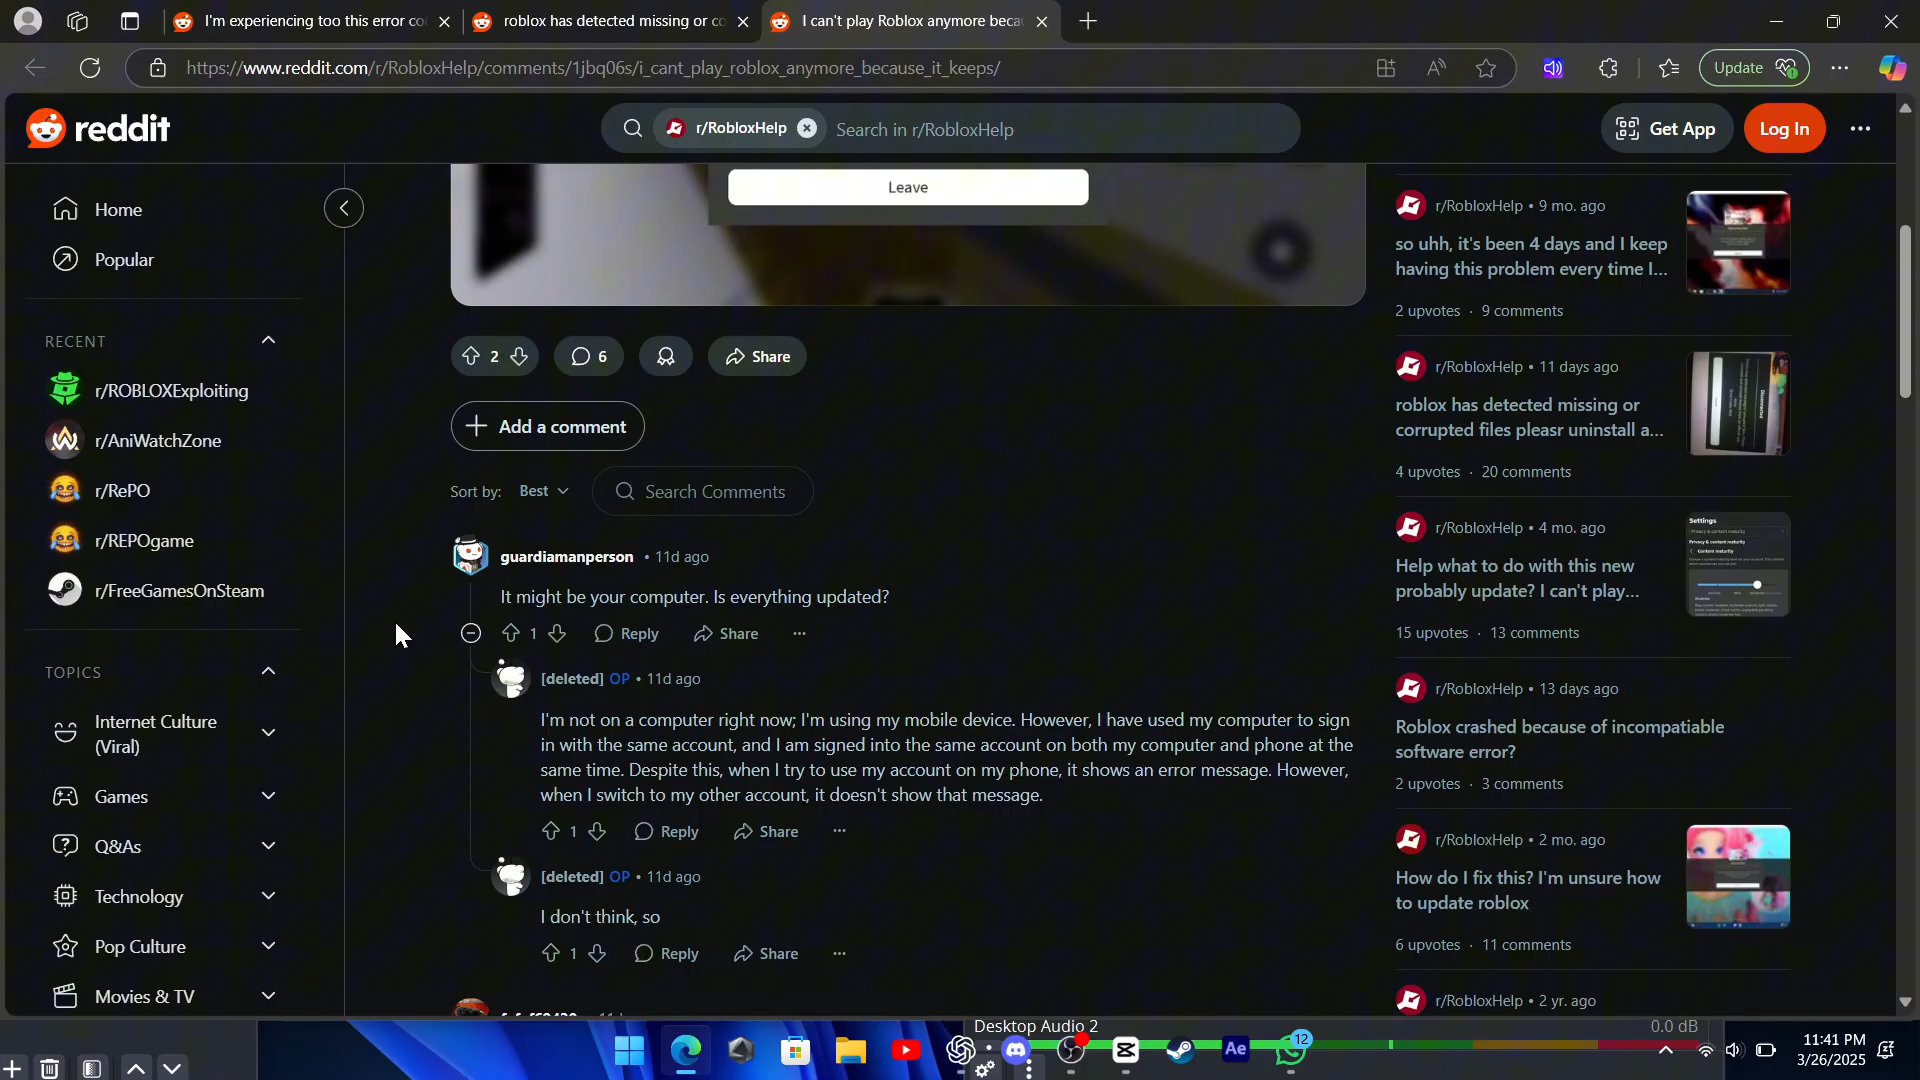 I'm experiencing too this error co
roblox has detected missing or co
I can't play Roblox anymore beca
https://www.reddit.com/r/RobloxHelp/comments/1jbq06s/i_cant_play_roblox_anymore_because_it_keeps/
Update
reddit
r/RobloxHelp
Search in r/RobloxHelp
Get App
Log In
Home
Popular
RECENT
r/ROBLOXExploiting
r/AniWatchZone
r/RePO
r/REPOgame
r/FreeGamesOnSteam
TOPICS
Internet Culture
(Viral)
Games
Q&As
Technology
Pop Culture
Movies & TV
Leave
2
6
Share
Add a comment
Sort by: Best
Search Comments
guardiamanperson • 11d ago
It might be your computer. Is everything updated?
1 Reply Share
[deleted] OP • 11d ago
I'm not on a computer right now; I'm using my mobile device. However, I have used my computer to sign
in with the same account, and I am signed into the same account on both my computer and phone at the
same time. Despite this, when I try to use my account on my phone, it shows an error message. However,
when I switch to my other account, it doesn't show that message.
1 Reply Share
[deleted] OP • 11d ago
I don't think, so
1 Reply Share
r/RobloxHelp • 9 mo. ago
so uhh, it's been 4 days and I keep
having this problem every time I...
2 upvotes · 9 comments
r/RobloxHelp • 11 days ago
roblox has detected missing or
corrupted files pleasr uninstall a...
4 upvotes · 20 comments
r/RobloxHelp • 4 mo. ago
Help what to do with this new
probably update? I can't play...
15 upvotes · 13 comments
Settings
r/RobloxHelp • 13 days ago
Roblox crashed because of incompatiable
software error?
2 upvotes · 3 comments
r/RobloxHelp • 2 mo. ago
How do I fix this? I'm unsure how
to update roblox
6 upvotes · 11 comments
r/RobloxHelp • 2 yr. ago
Desktop Audio 2
0.0 dB
Ae
12
11:41 PM
3/26/2025